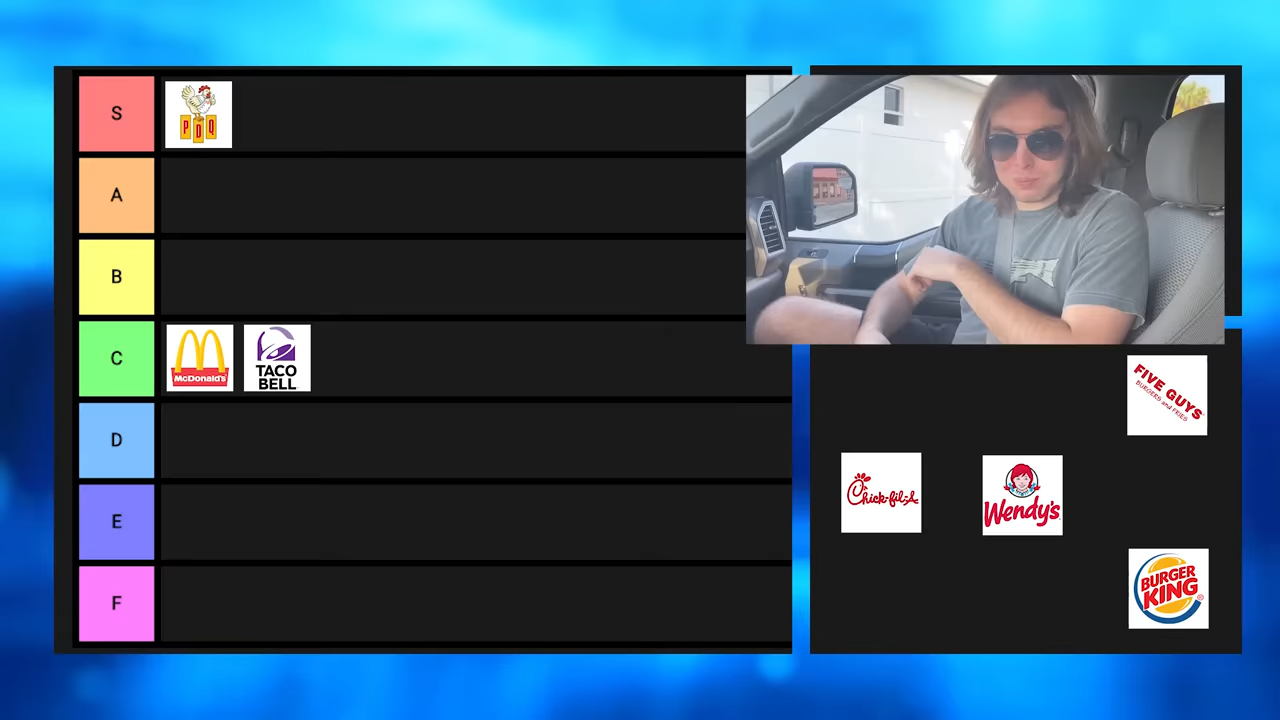 S
PDQ
A
B
C
McDonald's
TACO
BELL
D
E
F
FIVE GUYS
BURGERS and FRIES
Chick-fil-A
Wendy's
BURGER
KING